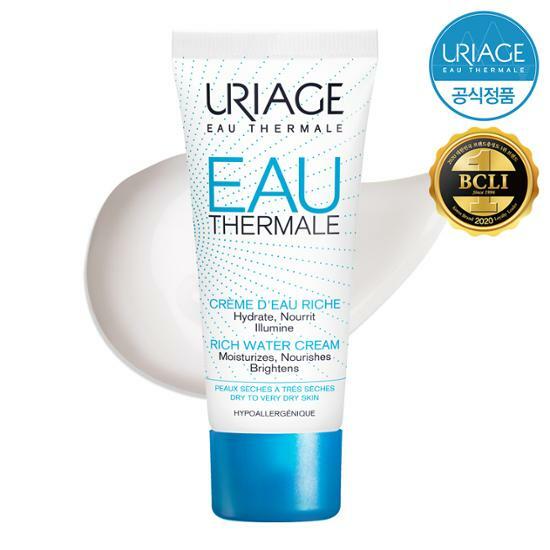 URIAGE
EAU THERMALE
EAU
THERMALE
CRÈME D'EAU RICHE
Hydrate, Nourrit
Illumine
RICH WATER CREAM
Moisturizes, Nourishes
Brightens
PEAUX SÈCHES À TRÈS SÈCHES
DRY TO VERY DRY SKIN
HYPOALLERGÉNIQUE
URIAGE
EAU THERMALE
공식정품
1
BCLI
Since 1996
2020